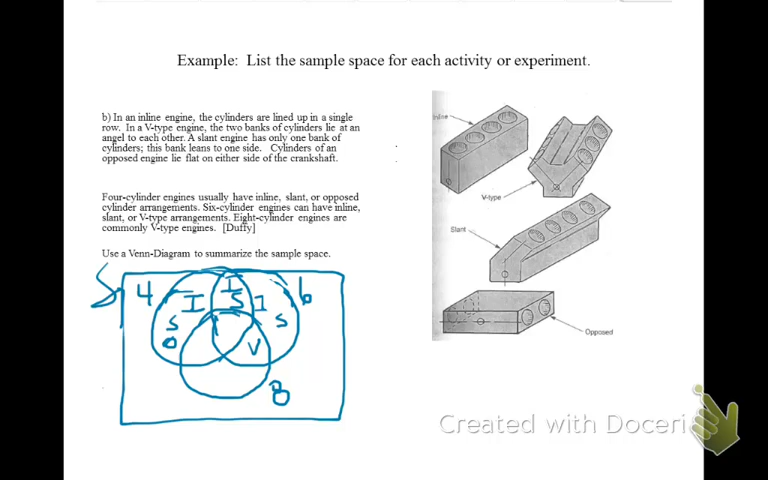 Example: List the sample space for each activity or experiment.
b) In an inline engine, the cylinders are lined up in a single
row. In a V-type engine, the two banks of cylinders lie at an
angel to each other. A slant engine has only one bank of
cylinders; this bank leans to one side. Cylinders of an
opposed engine lie flat on either side of the crankshaft.
Four-cylinder engines usually have inline, slant, or opposed
cylinder arrangements. Six-cylinder engines can have inline,
slant, or V-type arrangements. Eight-cylinder engines are
commonly V-type engines. [Duffy]
Use a Venn-Diagram to summarize the sample space.
Inline
V-type
Slant
Opposed
S
4 I I 6
I S I
S S
O V
8
Created with Doceri